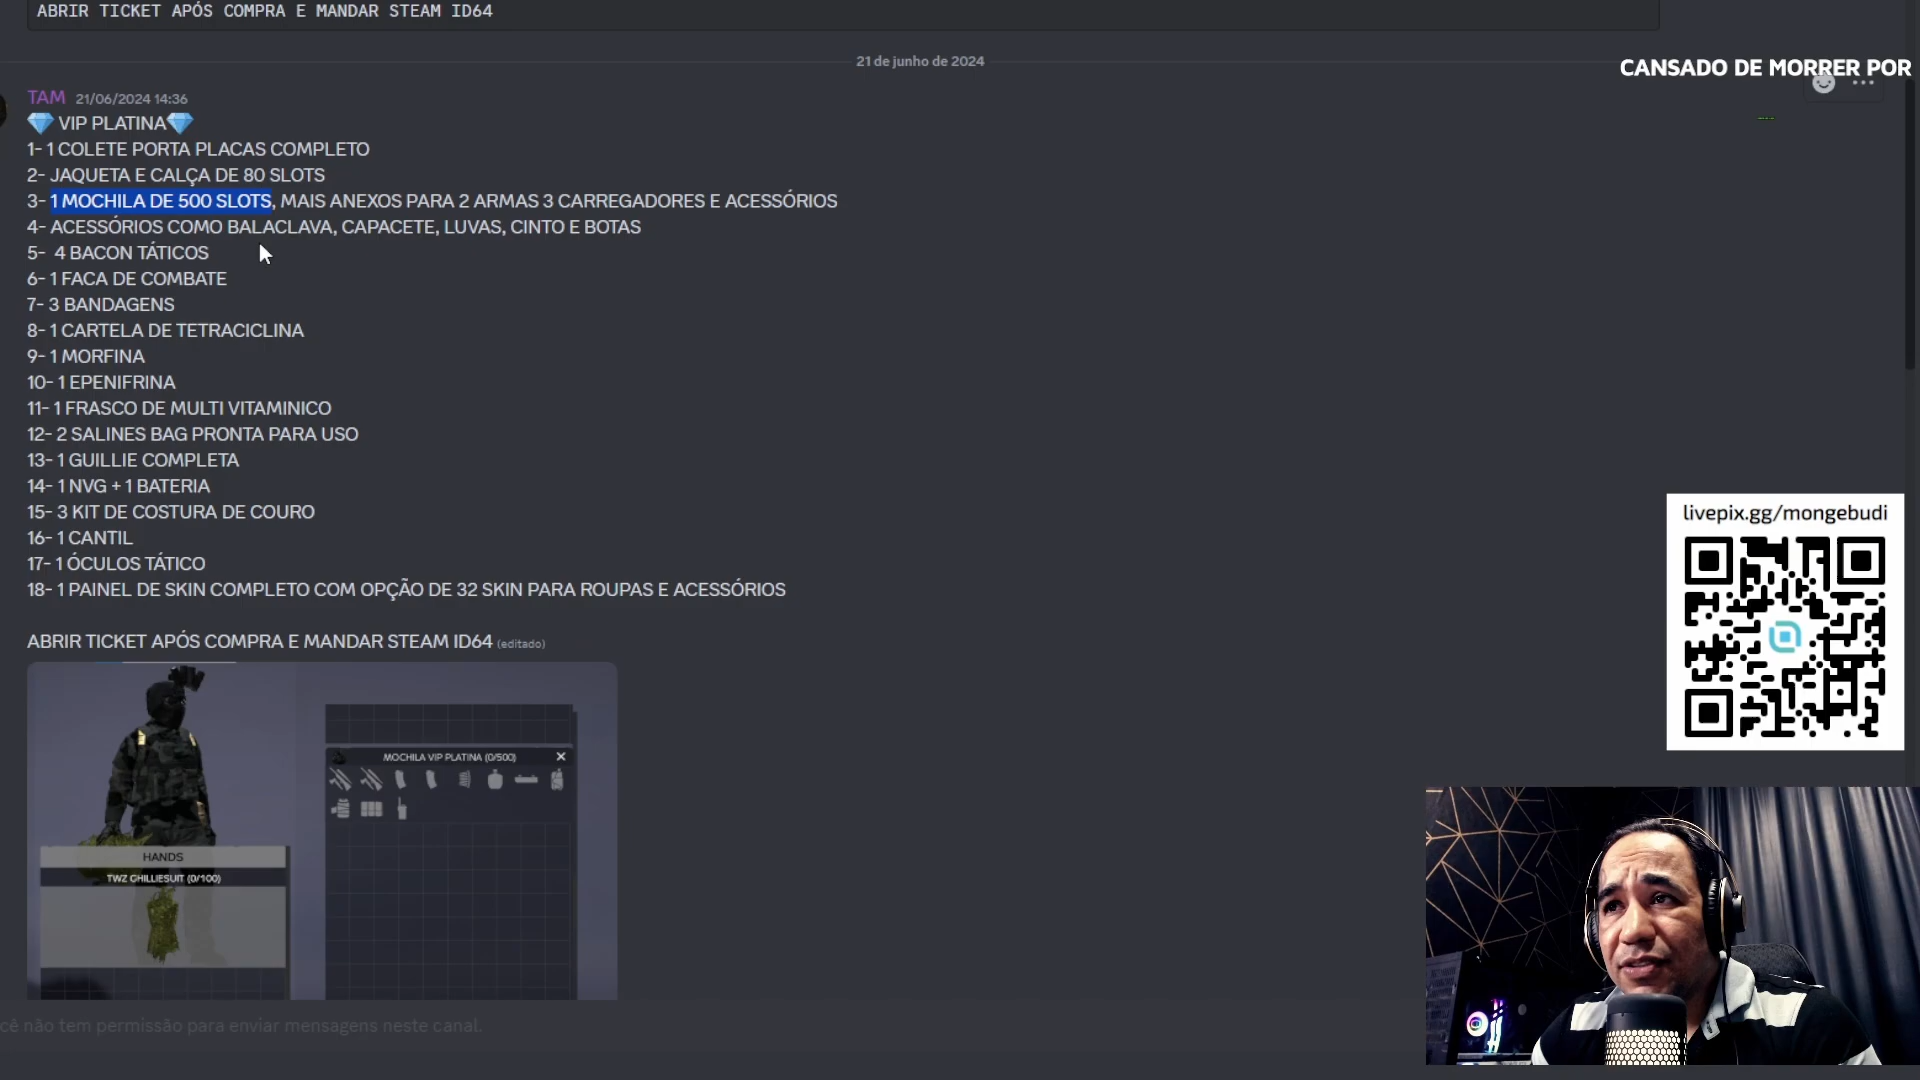 ABRIR TICKET APÓS COMPRA E MANDAR STEAM ID64
21 de junho de 2024
CANSADO DE MORRER POR
TAM 21/06/2024 14:36
VIP PLATINA
1- 1 COLETE PORTA PLACAS COMPLETO
2- JAQUETA E CALÇA DE 80 SLOTS
3- 1 MOCHILA DE 500 SLOTS, MAIS ANEXOS PARA 2 ARMAS 3 CARREGADORES E ACESSÓRIOS
4- ACESSÓRIOS COMO BALACLAVA, CAPACETE, LUVAS, CINTO E BOTAS
5- 4 BACON TÁTICOS
6- 1 FACA DE COMBATE
7- 3 BANDAGENS
8- 1 CARTELA DE TETRACICLINA
9- 1 MORFINA
10- 1 EPENIFRINA
11- 1 FRASCO DE MULTI VITAMINICO
12- 2 SALINES BAG PRONTA PARA USO
13- 1 GUILLIE COMPLETA
14- 1 NVG + 1 BATERIA
15- 3 KIT DE COSTURA DE COURO
16- 1 CANTIL
17- 1 ÓCULOS TÁTICO
18- 1 PAINEL DE SKIN COMPLETO COM OPÇÃO DE 32 SKIN PARA ROUPAS E ACESSÓRIOS
ABRIR TICKET APÓS COMPRA E MANDAR STEAM ID64 (editado)
livepix.gg/mongebudi
MOCHILA VIP PLATINA (0/500)
HANDS
TWZ GHILLIESUIT (0/100)
cê não tem permissão para enviar mensagens neste canal.